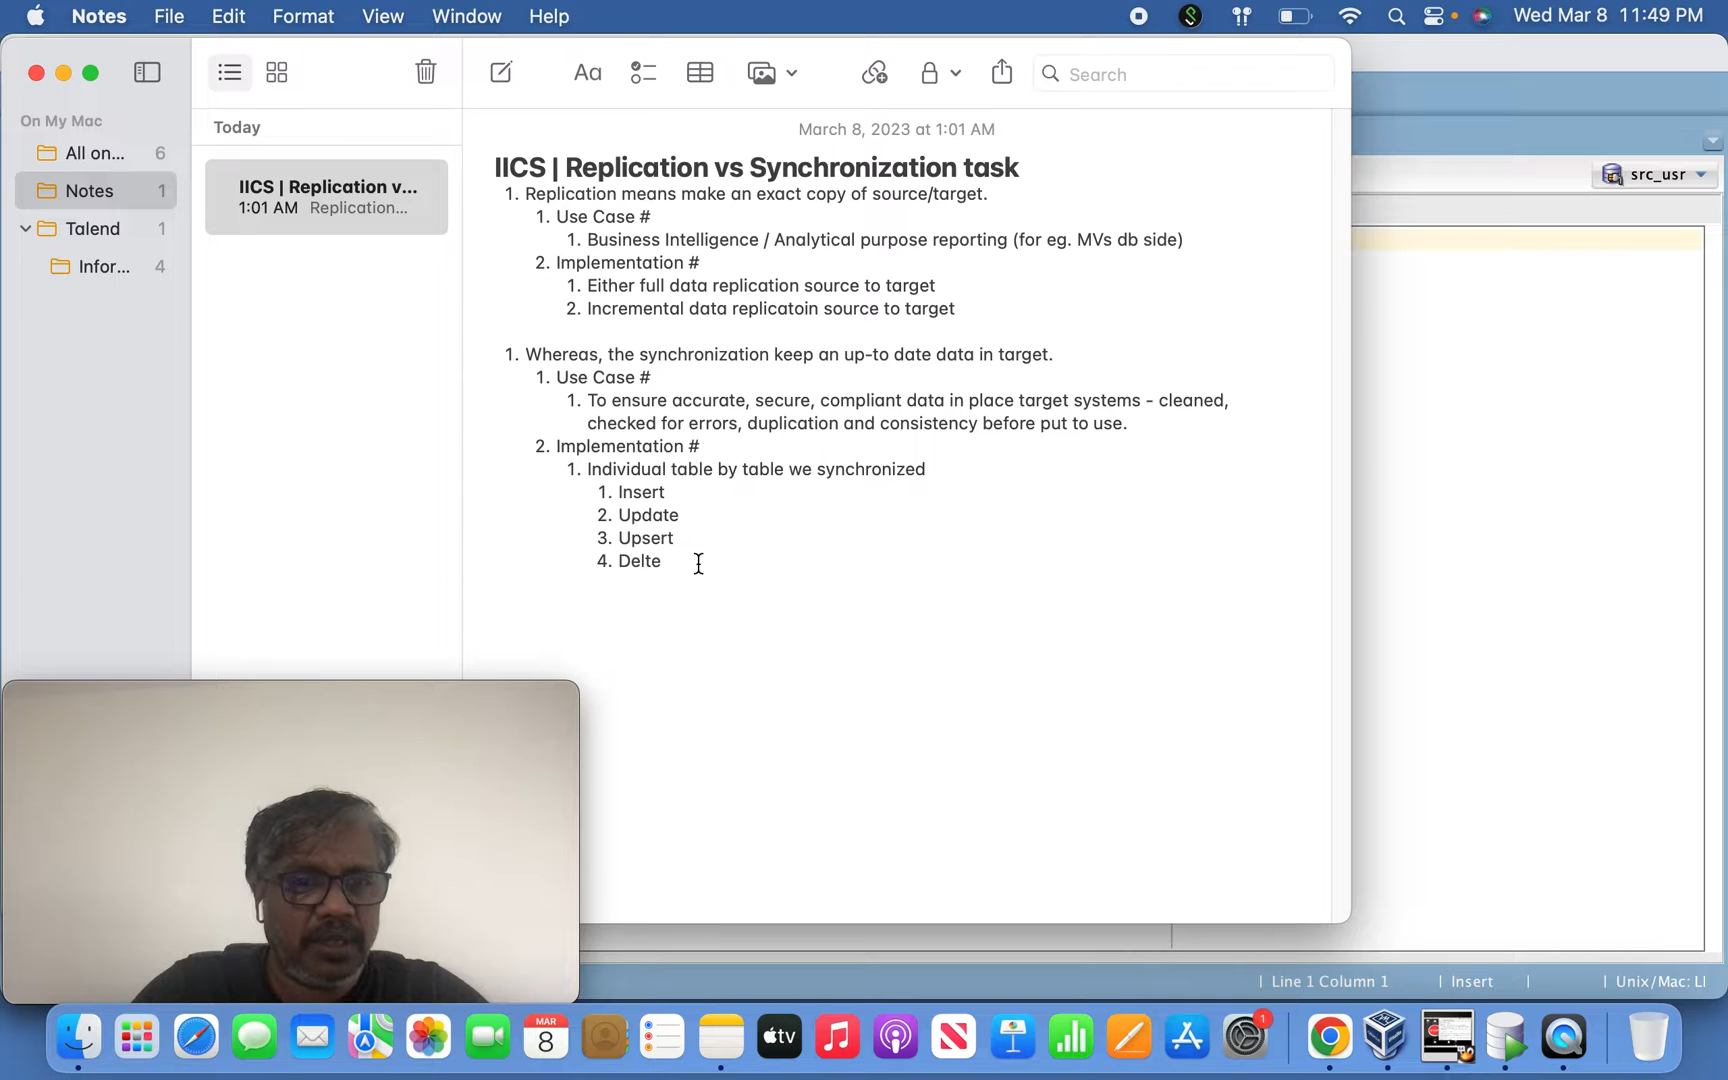 Notes File Edit Format View Window Help
Wed Mar 8 11:49 PM
Search
On My Mac
All on... 6
Notes 1
Talend 1
Infor... 4
Today
IICS | Replication v...
1:01 AM Replication...
March 8, 2023 at 1:01 AM
IICS | Replication vs Synchronization task
1. Replication means make an exact copy of source/target.
1. Use Case #
1. Business Intelligence / Analytical purpose reporting (for eg. MVs db side)
2. Implementation #
1. Either full data replication source to target
2. Incremental data replicatoin source to target
1. Whereas, the synchronization keep an up-to date data in target.
1. Use Case #
1. To ensure accurate, secure, compliant data in place target systems - cleaned,
checked for errors, duplication and consistency before put to use.
2. Implementation #
1. Individual table by table we synchronized
1. Insert
2. Update
3. Upsert
4. Delte
src_usr
Line 1 Column 1
Insert
Unix/Mac: LI
MAR
8
tv
1